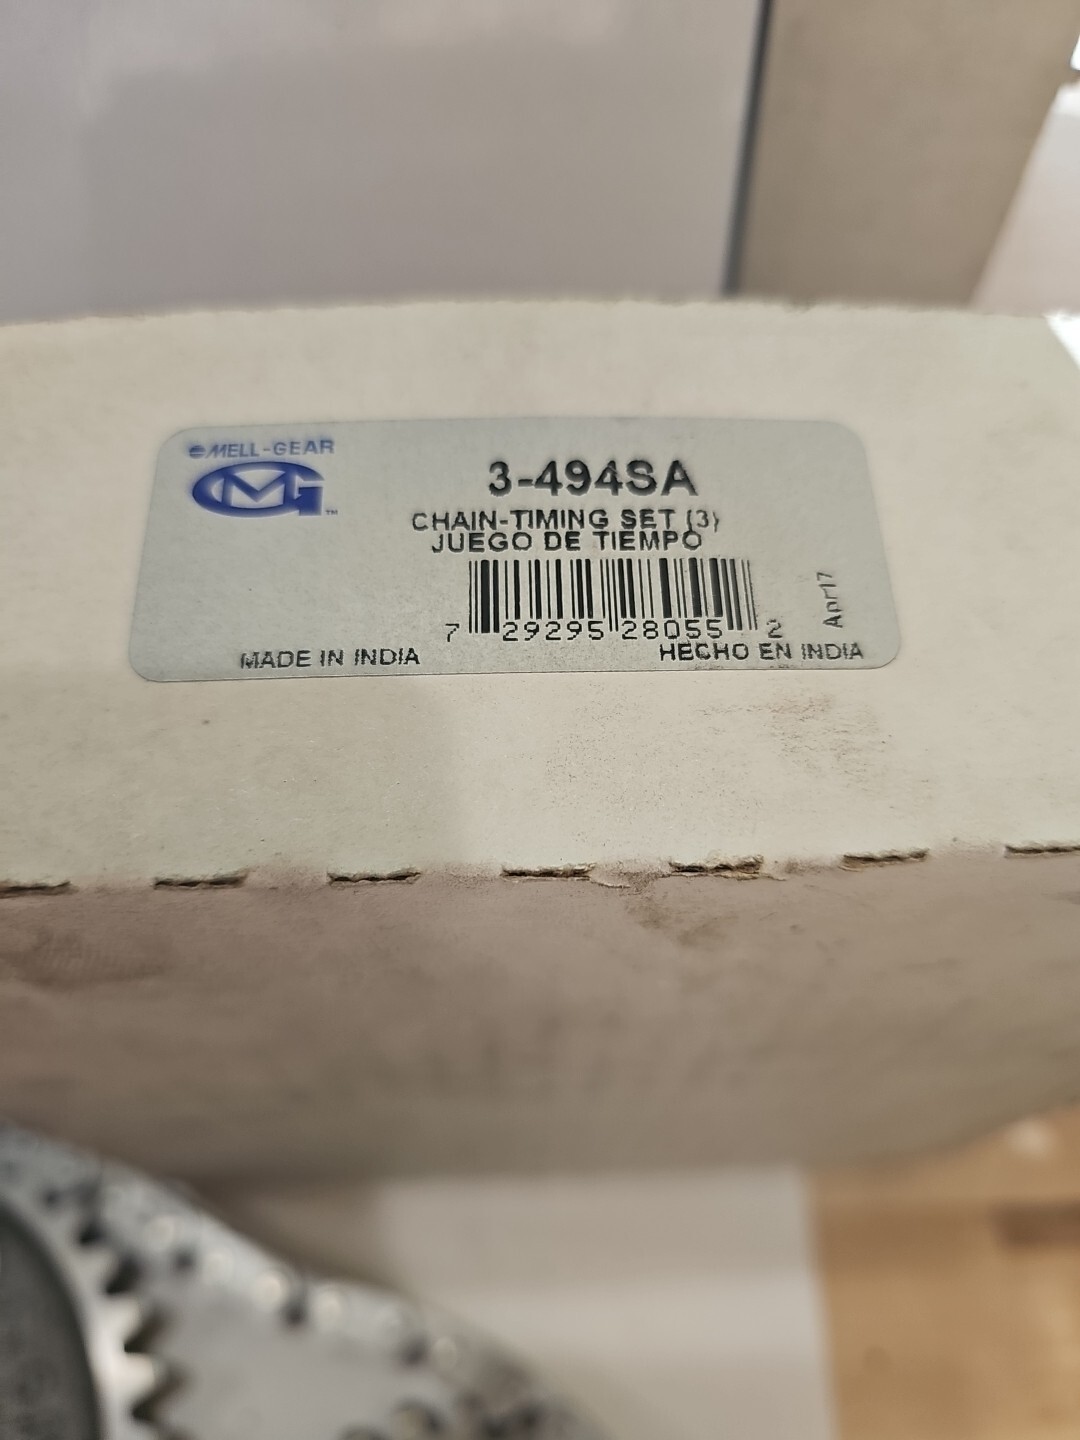 MELL-GEAR
GM™
3-494SA
CHAIN-TIMING SET (3)
JUEGO DE TIEMPO
7 29295 28055 2
Apr17
MADE IN INDIA
HECHO EN INDIA